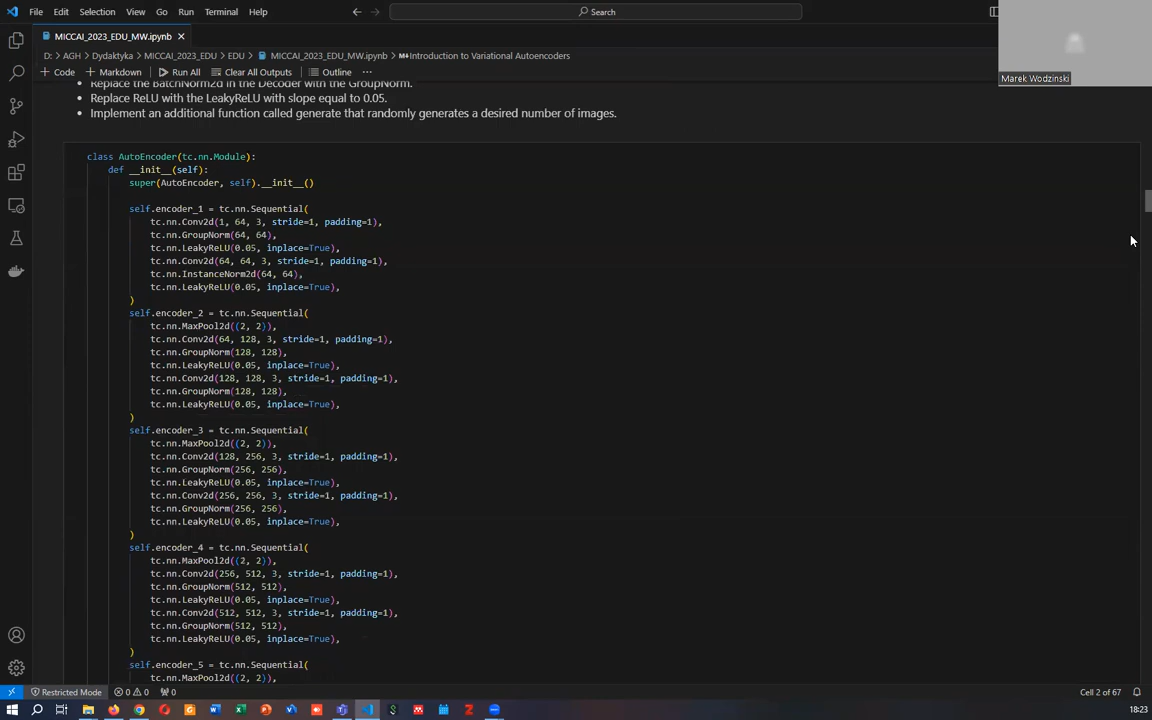 File Edit Selection View Go Run Terminal Help
Search
MICCAI_2023_EDU_MW.ipynb
D: > AGH > Dydaktyka > MICCAI_2023_EDU > EDU > MICCAI_2023_EDU_MW.ipynb > Introduction to Variational Autoencoders
+ Code + Markdown Run All Clear All Outputs Outline ...
Marek Wodzinski
• Replace the BatchNorm2d in the Decoder with the GroupNorm.
• Replace ReLU with the LeakyReLU with slope equal to 0.05.
• Implement an additional function called generate that randomly generates a desired number of images.
class AutoEncoder(tc.nn.Module):
def __init__(self):
super(AutoEncoder, self).__init__()
self.encoder_1 = tc.nn.Sequential(
tc.nn.Conv2d(1, 64, 3, stride=1, padding=1),
tc.nn.GroupNorm(64, 64),
tc.nn.LeakyReLU(0.05, inplace=True),
tc.nn.Conv2d(64, 64, 3, stride=1, padding=1),
tc.nn.InstanceNorm2d(64, 64),
tc.nn.LeakyReLU(0.05, inplace=True),
)
self.encoder_2 = tc.nn.Sequential(
tc.nn.MaxPool2d((2, 2)),
tc.nn.Conv2d(64, 128, 3, stride=1, padding=1),
tc.nn.GroupNorm(128, 128),
tc.nn.LeakyReLU(0.05, inplace=True),
tc.nn.Conv2d(128, 128, 3, stride=1, padding=1),
tc.nn.GroupNorm(128, 128),
tc.nn.LeakyReLU(0.05, inplace=True),
)
self.encoder_3 = tc.nn.Sequential(
tc.nn.MaxPool2d((2, 2)),
tc.nn.Conv2d(128, 256, 3, stride=1, padding=1),
tc.nn.GroupNorm(256, 256),
tc.nn.LeakyReLU(0.05, inplace=True),
tc.nn.Conv2d(256, 256, 3, stride=1, padding=1),
tc.nn.GroupNorm(256, 256),
tc.nn.LeakyReLU(0.05, inplace=True),
)
self.encoder_4 = tc.nn.Sequential(
tc.nn.MaxPool2d((2, 2)),
tc.nn.Conv2d(256, 512, 3, stride=1, padding=1),
tc.nn.GroupNorm(512, 512),
tc.nn.LeakyReLU(0.05, inplace=True),
tc.nn.Conv2d(512, 512, 3, stride=1, padding=1),
tc.nn.GroupNorm(512, 512),
tc.nn.LeakyReLU(0.05, inplace=True),
)
self.encoder_5 = tc.nn.Sequential(
tc.nn.MaxPool2d((2, 2)),
Restricted Mode 0 0 0 Cell 2 of 67
18:23